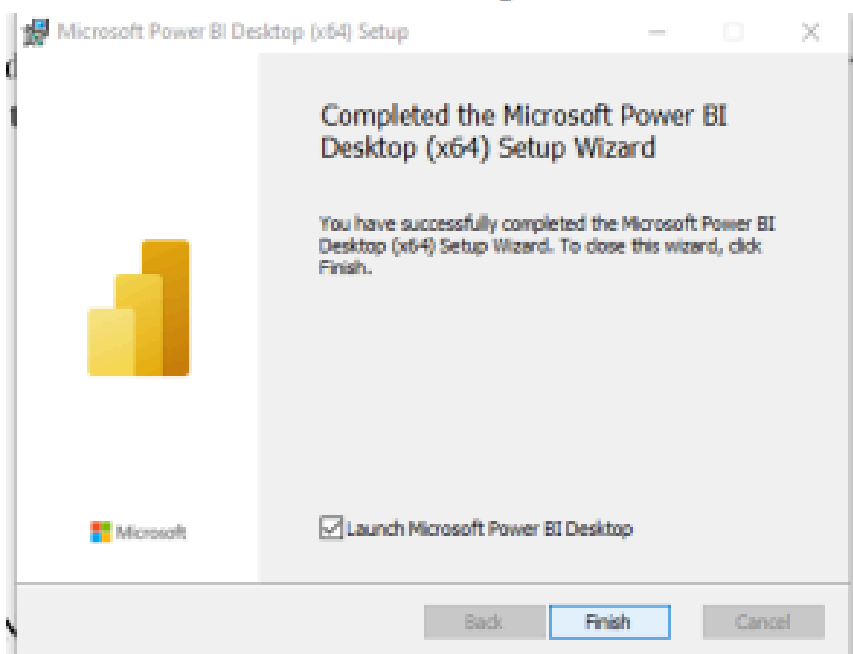 Microsoft Power BI Desktop (x64) Setup
Completed the Microsoft Power BI
Desktop (x64) Setup Wizard
You have successfully completed the Microsoft Power BI
Desktop (x64) Setup Wizard. To close this wizard, click
Finish.
Microsoft
Launch Microsoft Power BI Desktop
Back
Finish
Cancel